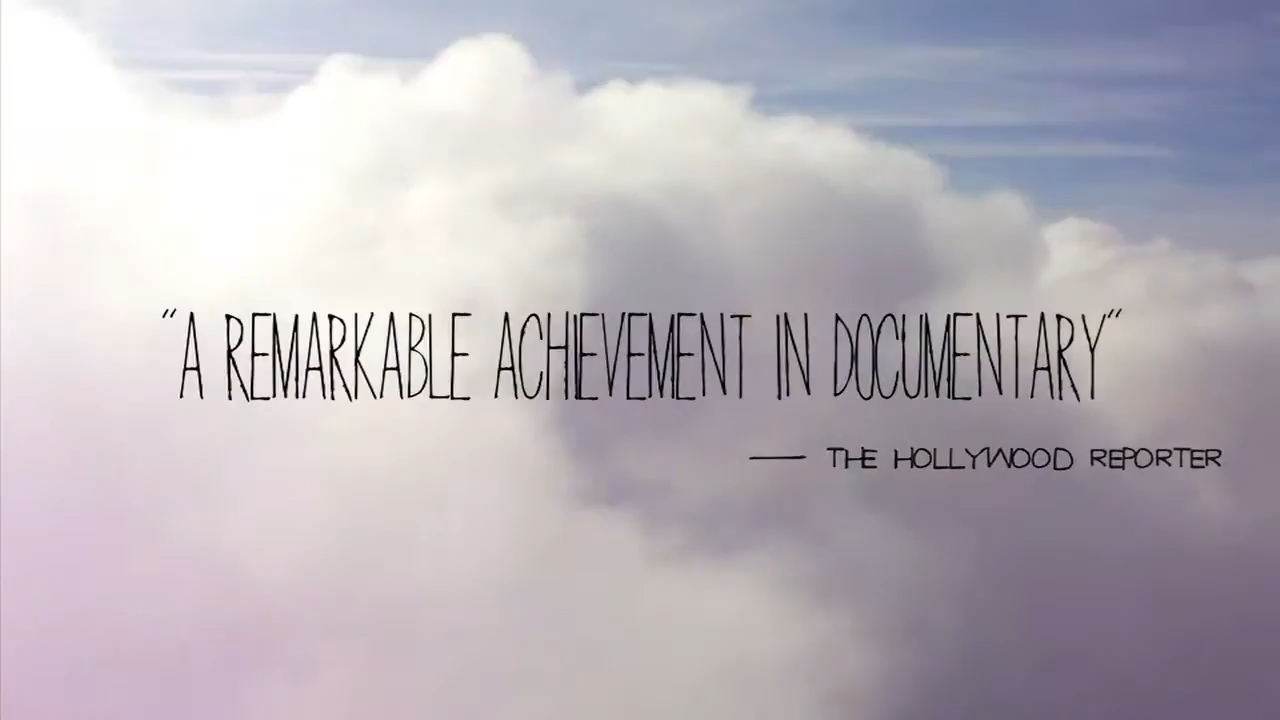 “A REMARKABLE ACHIEVEMENT IN DOCUMENTARY“
— THE HOLLYWOOD REPORTER